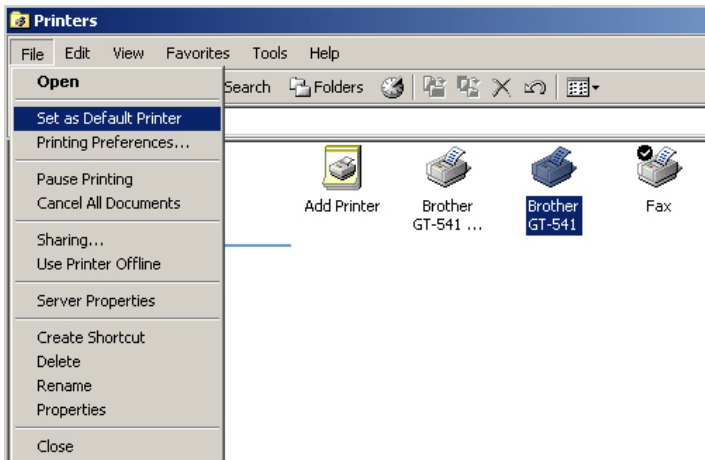 Printers
File Edit View Favorites Tools Help
Search Folders
Open
Set as Default Printer
Printing Preferences...
Pause Printing
Cancel All Documents
Sharing...
Use Printer Offline
Server Properties
Create Shortcut
Delete
Rename
Properties
Close
Add Printer
Brother
GT-541 ...
Brother
GT-541
Fax